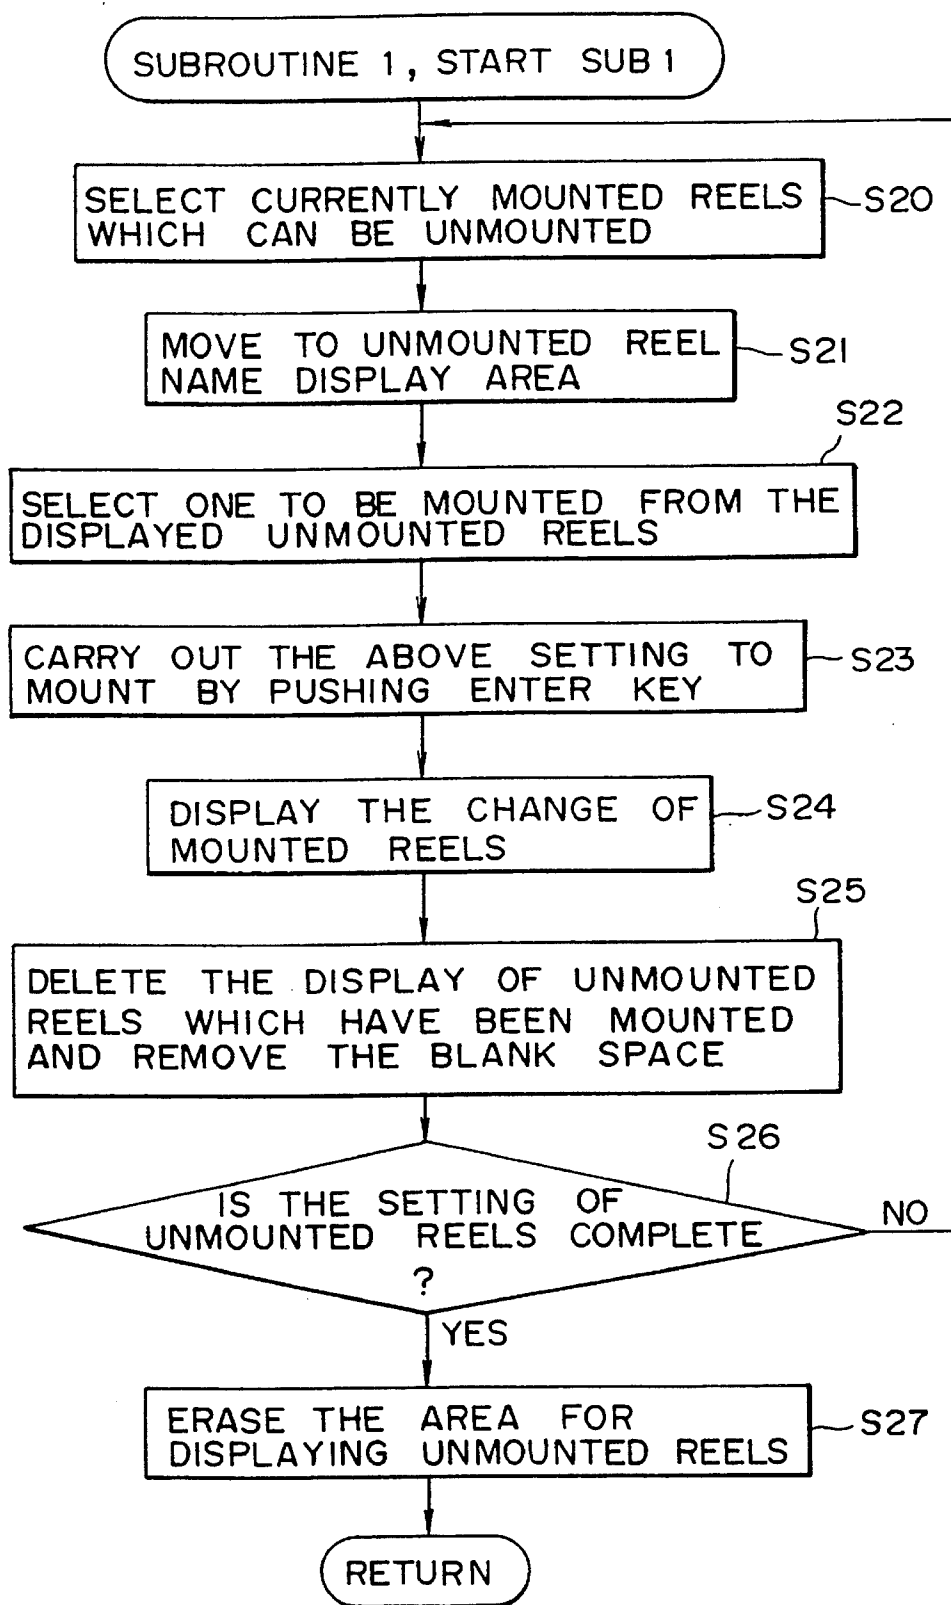 SUBROUTINE 1, START SUB 1
SELECT CURRENTLY MOUNTED REELS
WHICH CAN BE UNMOUNTED
S20
MOVE TO UNMOUNTED REEL
NAME DISPLAY AREA
S21
S22
SELECT ONE TO BE MOUNTED FROM THE
DISPLAYED UNMOUNTED REELS
CARRY OUT THE ABOVE SETTING TO
MOUNT BY PUSHING ENTER KEY
S23
DISPLAY THE CHANGE OF
MOUNTED REELS
S24
S25
DELETE THE DISPLAY OF UNMOUNTED
REELS WHICH HAVE BEEN MOUNTED
AND REMOVE THE BLANK SPACE
S26
IS THE SETTING OF
UNMOUNTED REELS COMPLETE
?
NO
YES
ERASE THE AREA FOR
DISPLAYING UNMOUNTED REELS
S27
RETURN